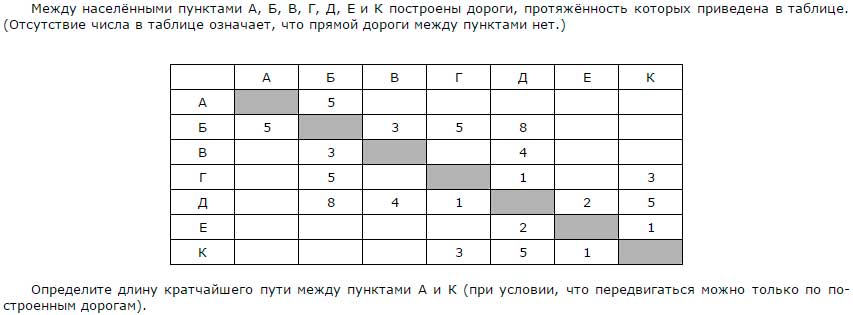 Между населёнными пунктами А, Б, В, Г, Д, Е и К построены дороги, протяжённость которых приведена в таблице.
(Отсутствие числа в таблице означает, что прямой дороги между пунктами нет.)
А Б В Г Д Е К
А 5
Б 5 3 5 8
В 3 4
Г 5 1 3
Д 8 4 1 2 5
Е 2 1
К 3 5 1
Определите длину кратчайшего пути между пунктами А и К (при условии, что передвигаться можно только по по-
строенным дорогам).